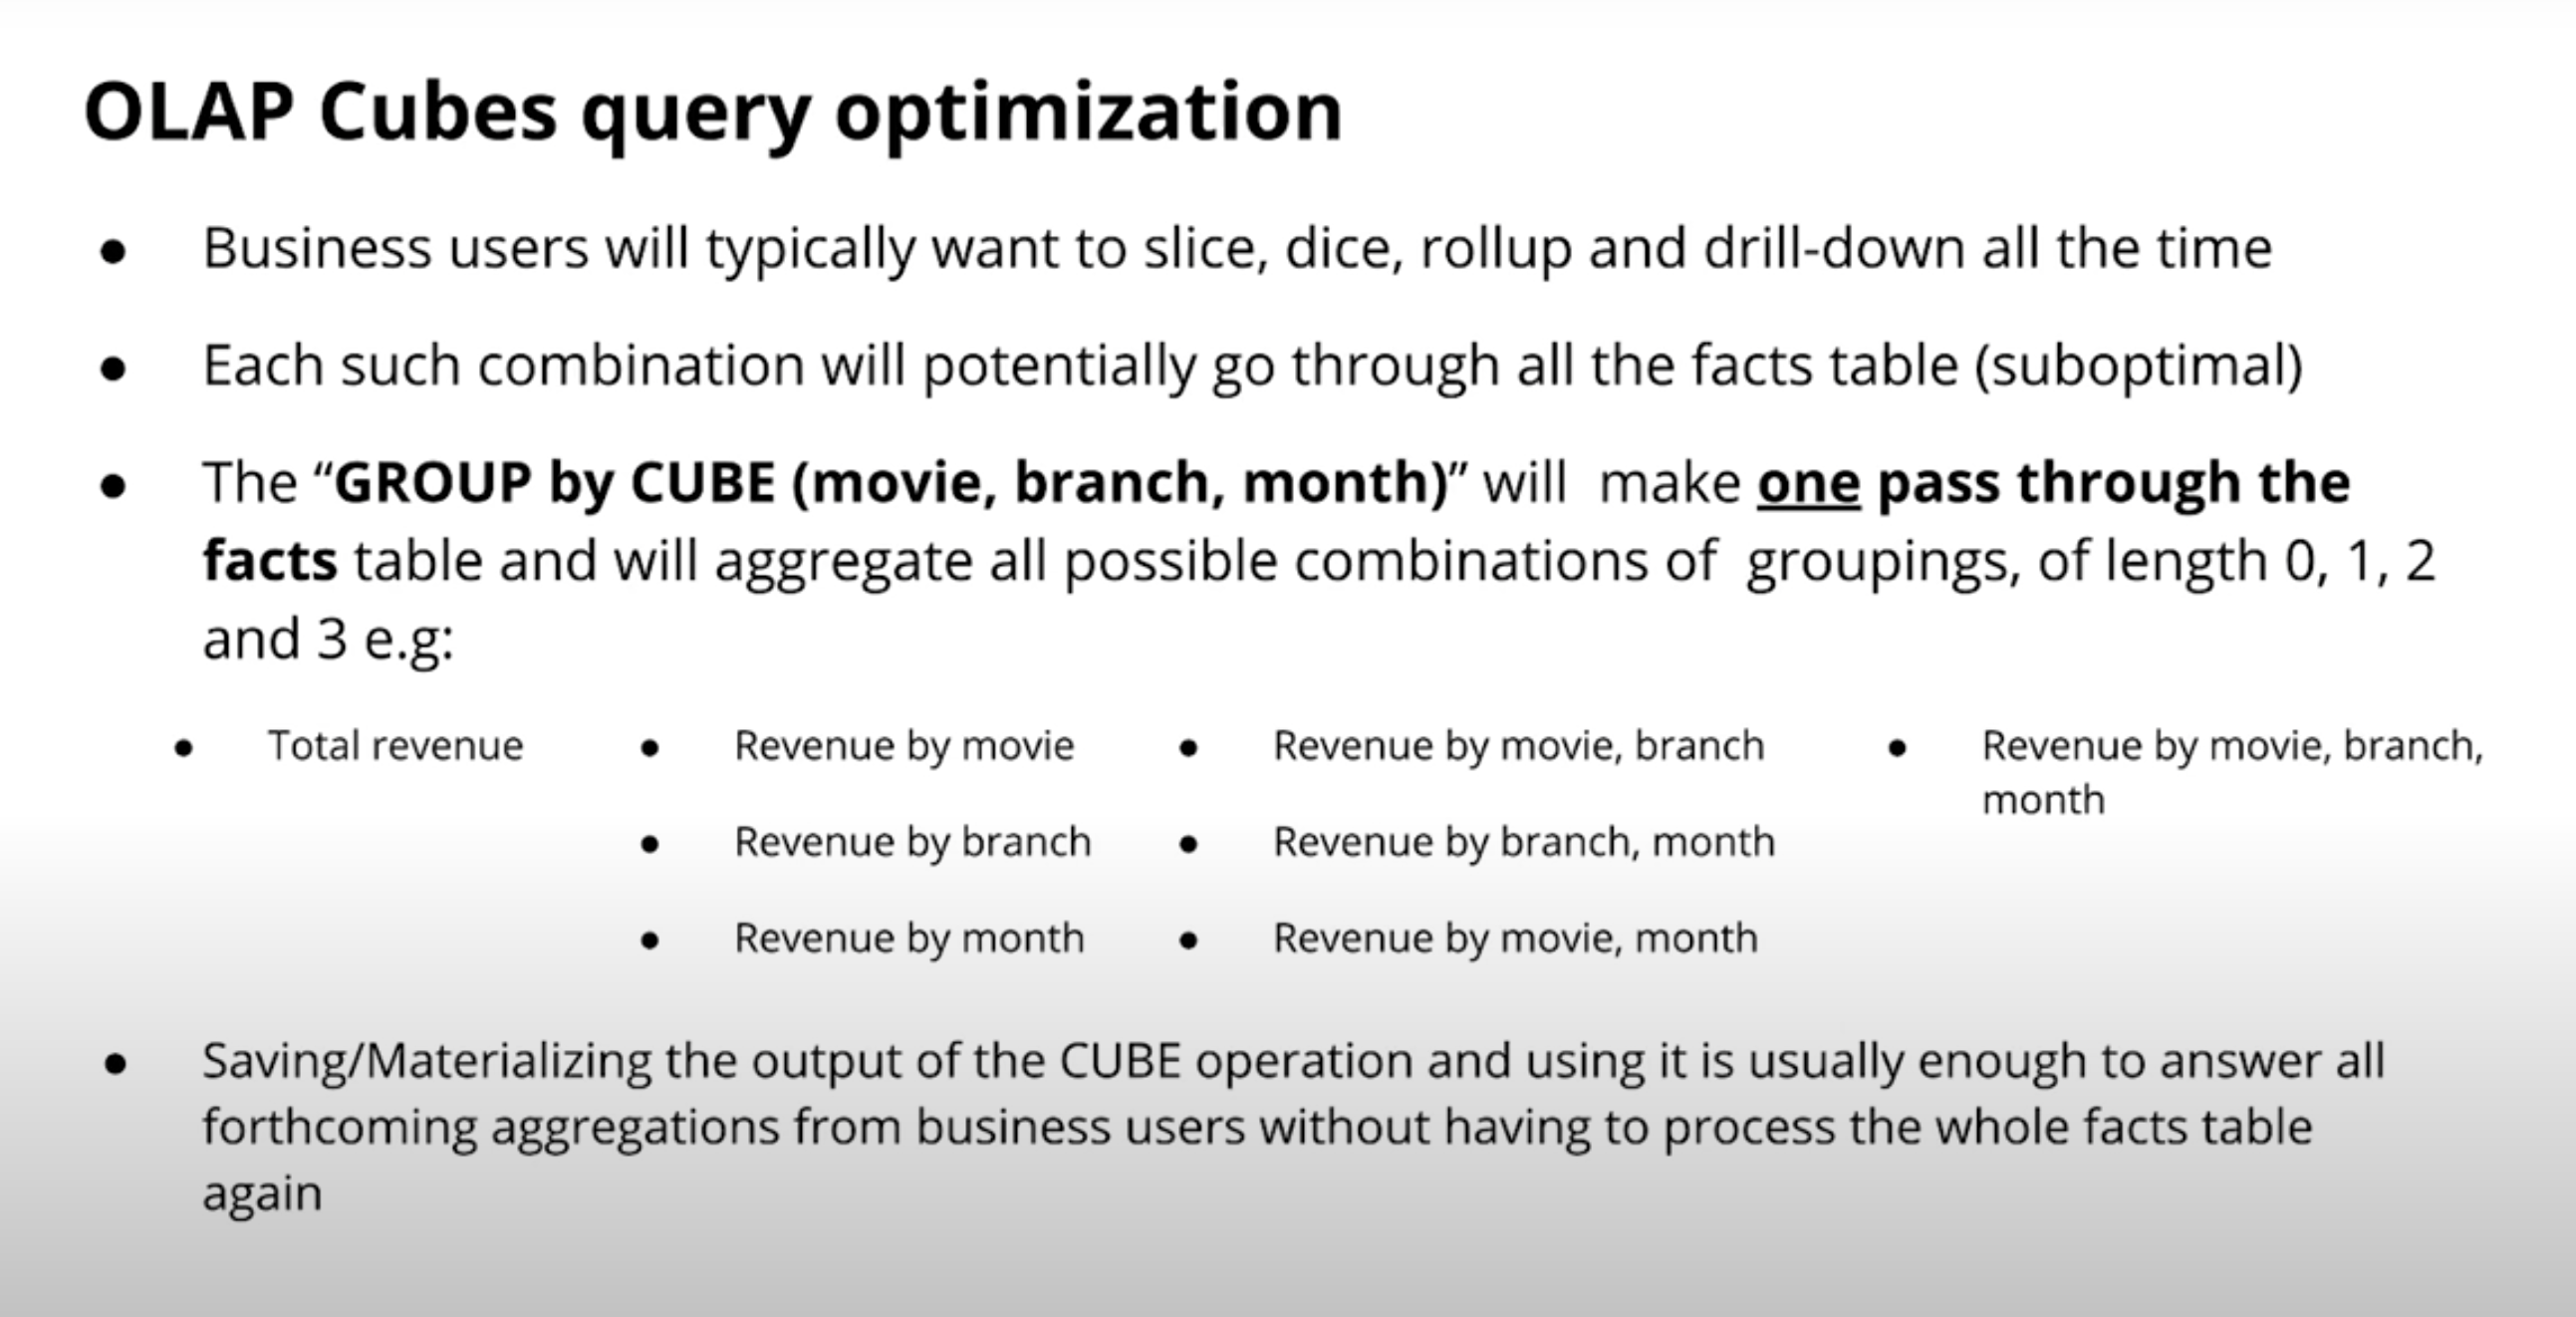 OLAP Cubes query optimization
● Business users will typically want to slice, dice, rollup and drill-down all the time
● Each such combination will potentially go through all the facts table (suboptimal)
● The “GROUP by CUBE (movie, branch, month)” will make one pass through the
facts table and will aggregate all possible combinations of groupings, of length 0, 1, 2
and 3 e.g:
● Total revenue
● Revenue by movie
● Revenue by branch
● Revenue by month
● Revenue by movie, branch
● Revenue by branch, month
● Revenue by movie, month
● Revenue by movie, branch,
month
● Saving/Materializing the output of the CUBE operation and using it is usually enough to answer all
forthcoming aggregations from business users without having to process the whole facts table
again